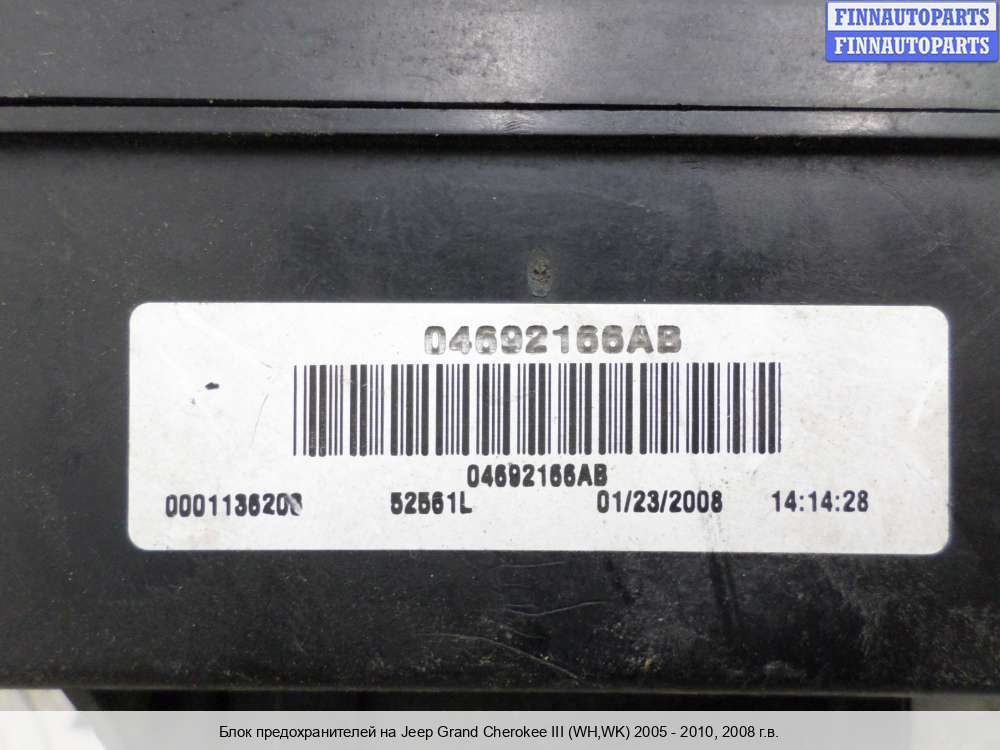 FINNAUTOPARTS
FINNAUTOPARTS
04692166AB
04692166AB
52561L 01/23/2008 14:14:28
Блок предохранителей на Jeep Grand Cherokee III (WH,WK) 2005 - 2010, 2008 г.в.